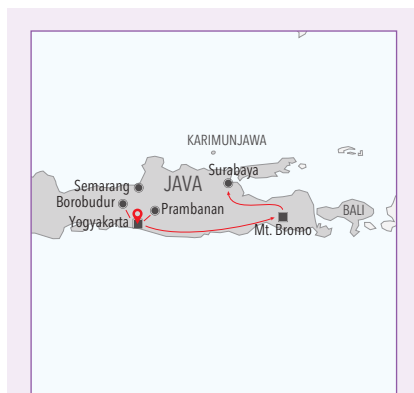 KARIMUNJAWA
Surabaya
Semarang
JAVA
Borobudur
Prambanan
BALI
Yogyakarta
Mt. Bromo